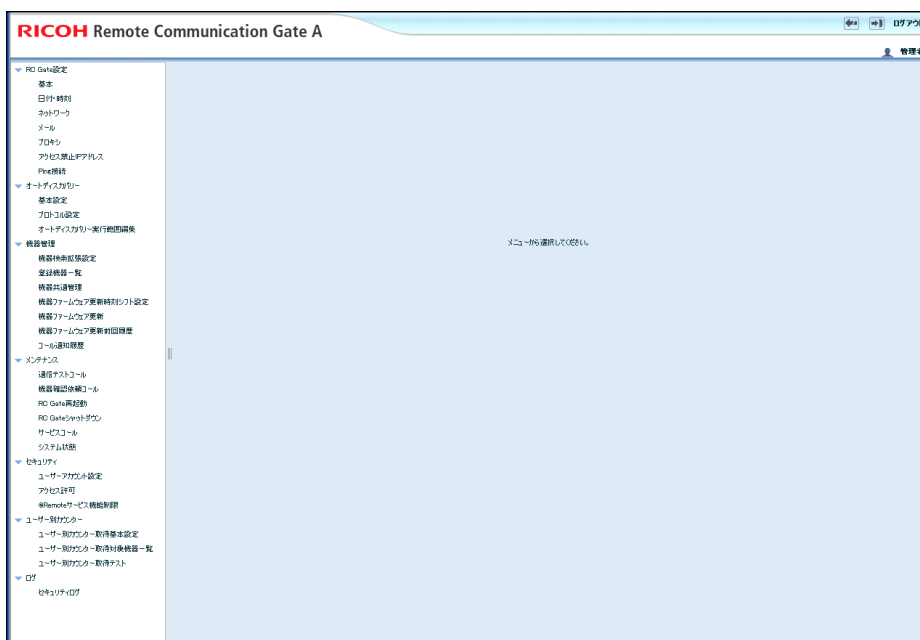 RICOH Remote Communication Gate A
ログアウ
管理者
RC Gate設定
基本
日付・時刻
ネットワーク
メール
プロキシ
アクセス禁止IPアドレス
Ping接続
オートディスカバリー
基本設定
プロトコル設定
オートディスカバリー実行範囲編集
機器管理
機器検索拡張設定
登録機器一覧
機器共通管理
機器ファームウェア更新時刻シフト設定
機器ファームウェア更新
機器ファームウェア更新前回履歴
コール通知履歴
メンテナンス
通信テストコール
機器確認依頼コール
RC Gate再起動
RC Gateシャットダウン
サービスコール
システム状態
セキュリティ
ユーザーアカウント設定
アクセス許可
@Remoteサービス機能制限
ユーザー別カウンター
ユーザー別カウンター取得基本設定
ユーザー別カウンター取得対象機器一覧
ユーザー別カウンター取得テスト
ログ
セキュリティログ
メニューから選択してください。